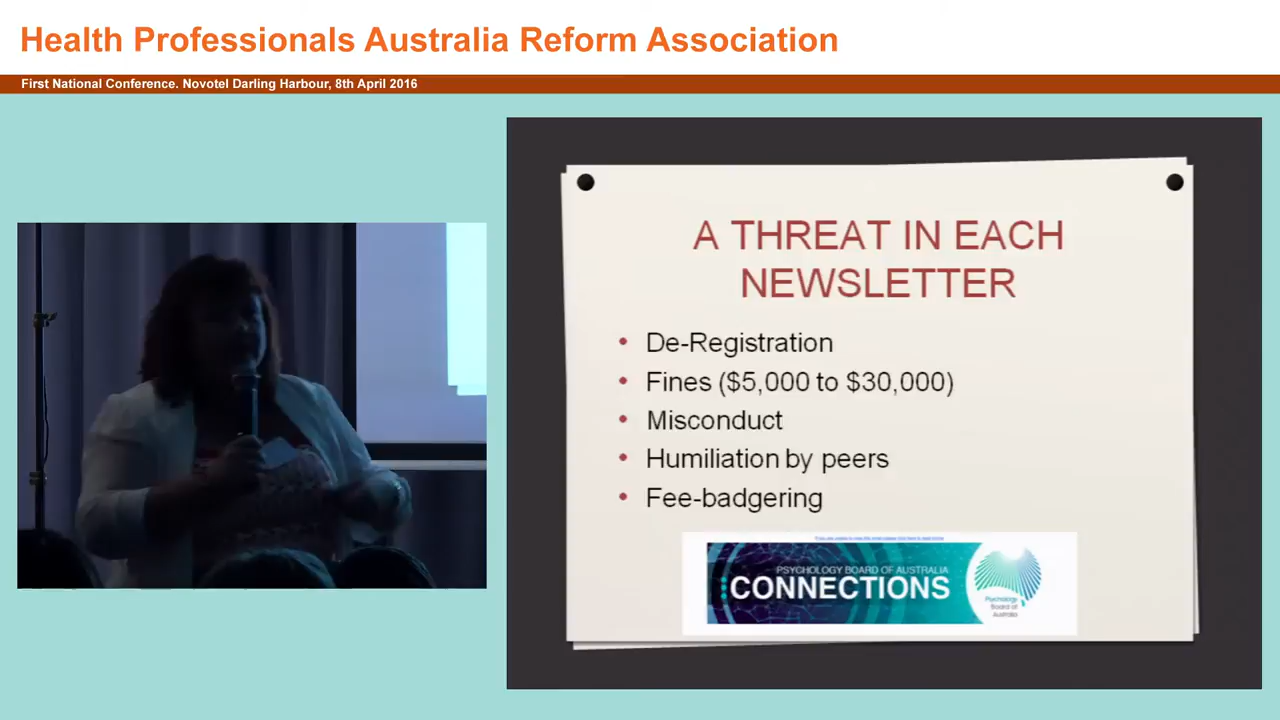 Health Professionals Australia Reform Association
First National Conference. Novotel Darling Harbour, 8th April 2016
A THREAT IN EACH
NEWSLETTER
• De-Registration
• Fines ($5,000 to $30,000)
• Misconduct
• Humiliation by peers
• Fee-badgering
PSYCHOLOGY BOARD OF AUSTRALIA
CONNECTIONS
Psychology
Board of
Australia